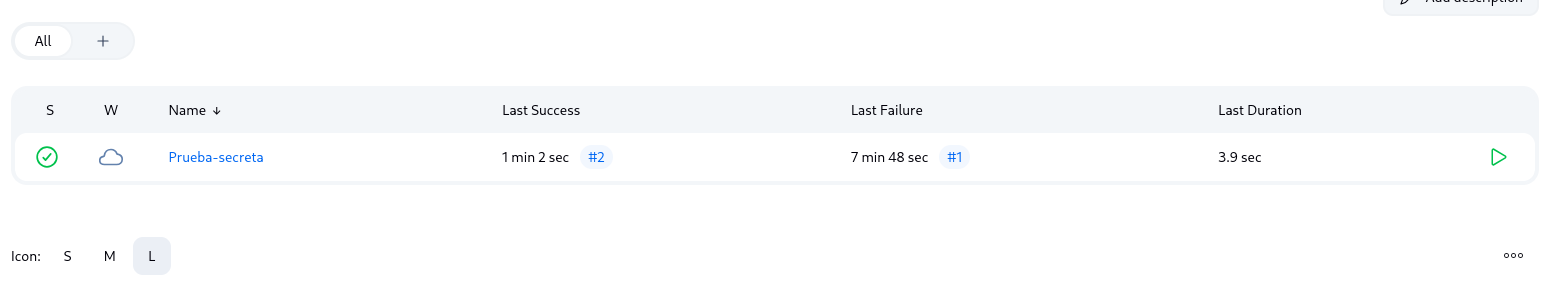 Add description
All +
S W Name ↓ Last Success Last Failure Last Duration
Prueba-secreta 1 min 2 sec #2 7 min 48 sec #1 3.9 sec
Icon: S M L